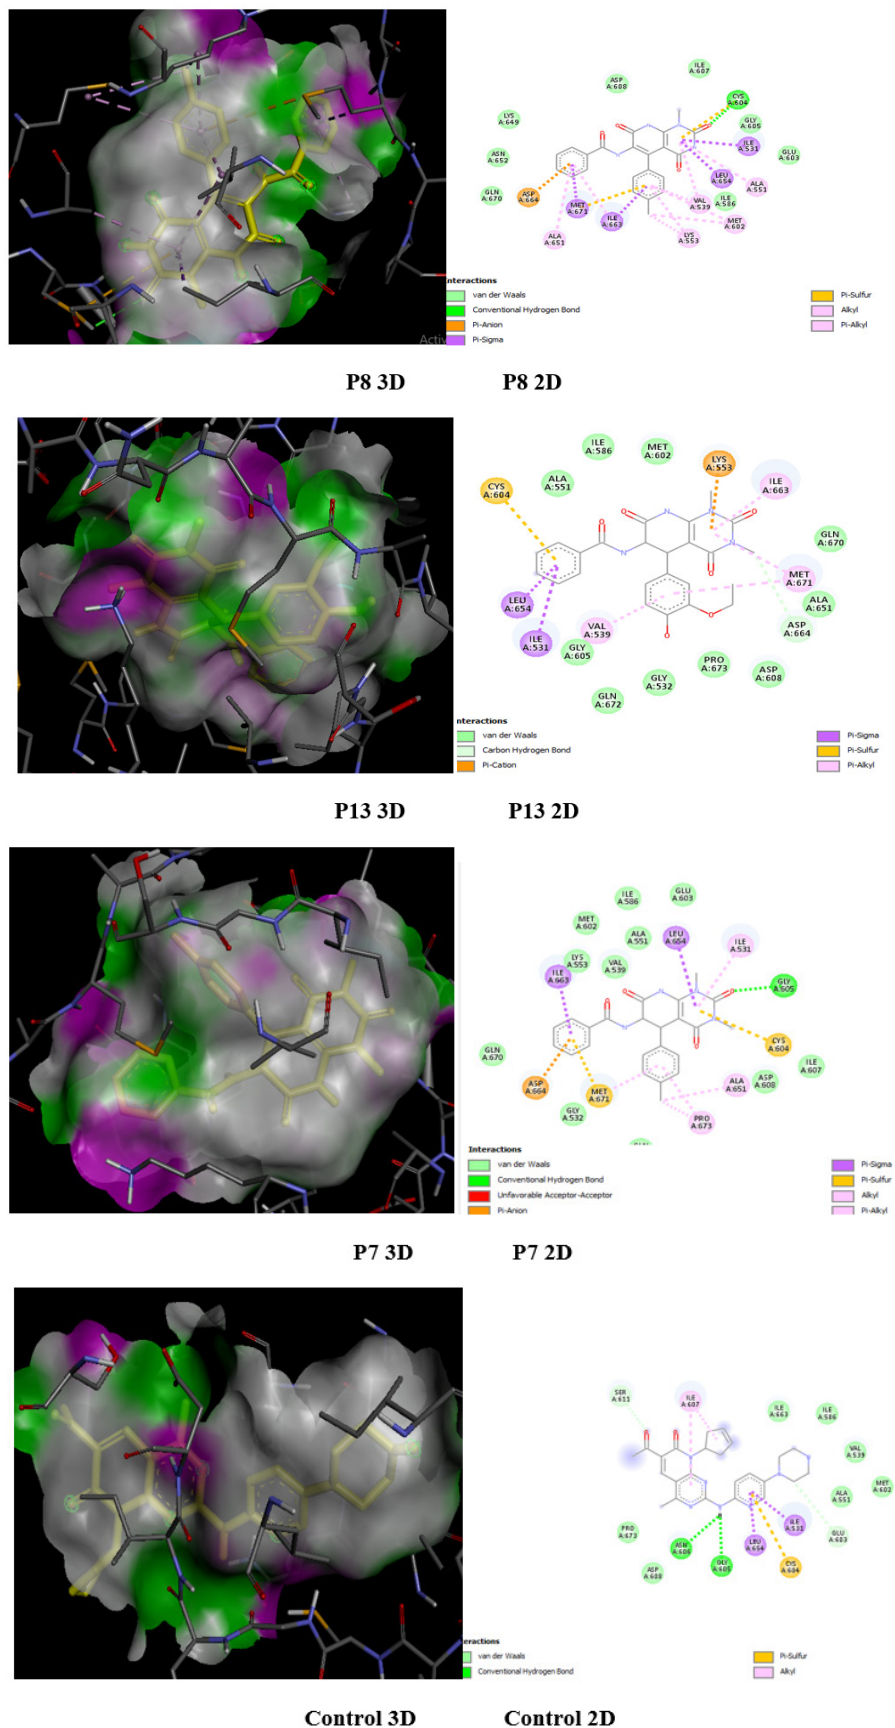 ILE
A:607
ASP
A:608
CYS
A:604
LYS
A:649
GLY
A:605
ILE
A:531
GLU
A:603
ASN
A:652
LEU
A:654
ALA
A:551
GLN
A:670
ASP
A:664
MET
A:671
VAL
A:539
ILE
A:586
ILE
A:663
MET
A:602
ALA
A:651
LYS
A:553
Interactions
van der Waals
Conventional Hydrogen Bond
Pi-Anion
Pi-Sigma
Pi-Sulfur
Alkyl
Pi-Alkyl
Activ
P8 3D P8 2D
ILE
A:586
MET
A:602
LYS
A:553
CYS
A:604
ALA
A:551
ILE
A:663
GLN
A:670
MET
A:671
LEU
A:654
ALA
A:651
VAL
A:539
ASP
A:664
ILE
A:531
GLY
A:605
PRO
A:673
ASP
A:608
GLY
A:532
GLN
A:672
nteractions
van der Waals
Carbon Hydrogen Bond
Pi-Cation
Pi-Sigma
Pi-Sulfur
Pi-Alkyl
P13 3D P13 2D
ILE
A:586
GLU
A:603
MET
A:602
ALA
A:551
LEU
A:654
ILE
A:531
LYS
A:553
VAL
A:539
ILE
A:663
GLY
A:605
CYS
A:604
GLN
A:670
ILE
A:607
ASP
A:664
MET
A:671
ALA
A:651
ASP
A:608
GLY
A:532
PRO
A:673
Interactions
van der Waals
Conventional Hydrogen Bond
Unfavorable Acceptor-Acceptor
Pi-Anion
Pi-Sigma
Pi-Sulfur
Alkyl
Pi-Alkyl
P7 3D P7 2D
SER
A:611
ILE
A:607
ILE
A:663
ILE
A:586
VAL
A:539
MET
A:602
ALA
A:551
PRO
A:673
ASN
A:606
GLY
A:605
LEU
A:654
ILE
A:531
GLU
A:603
ASP
A:608
CYS
A:604
teractions
van der Waals
Conventional Hydrogen Bond
Pi-Sulfur
Alkyl
Control 3D Control 2D